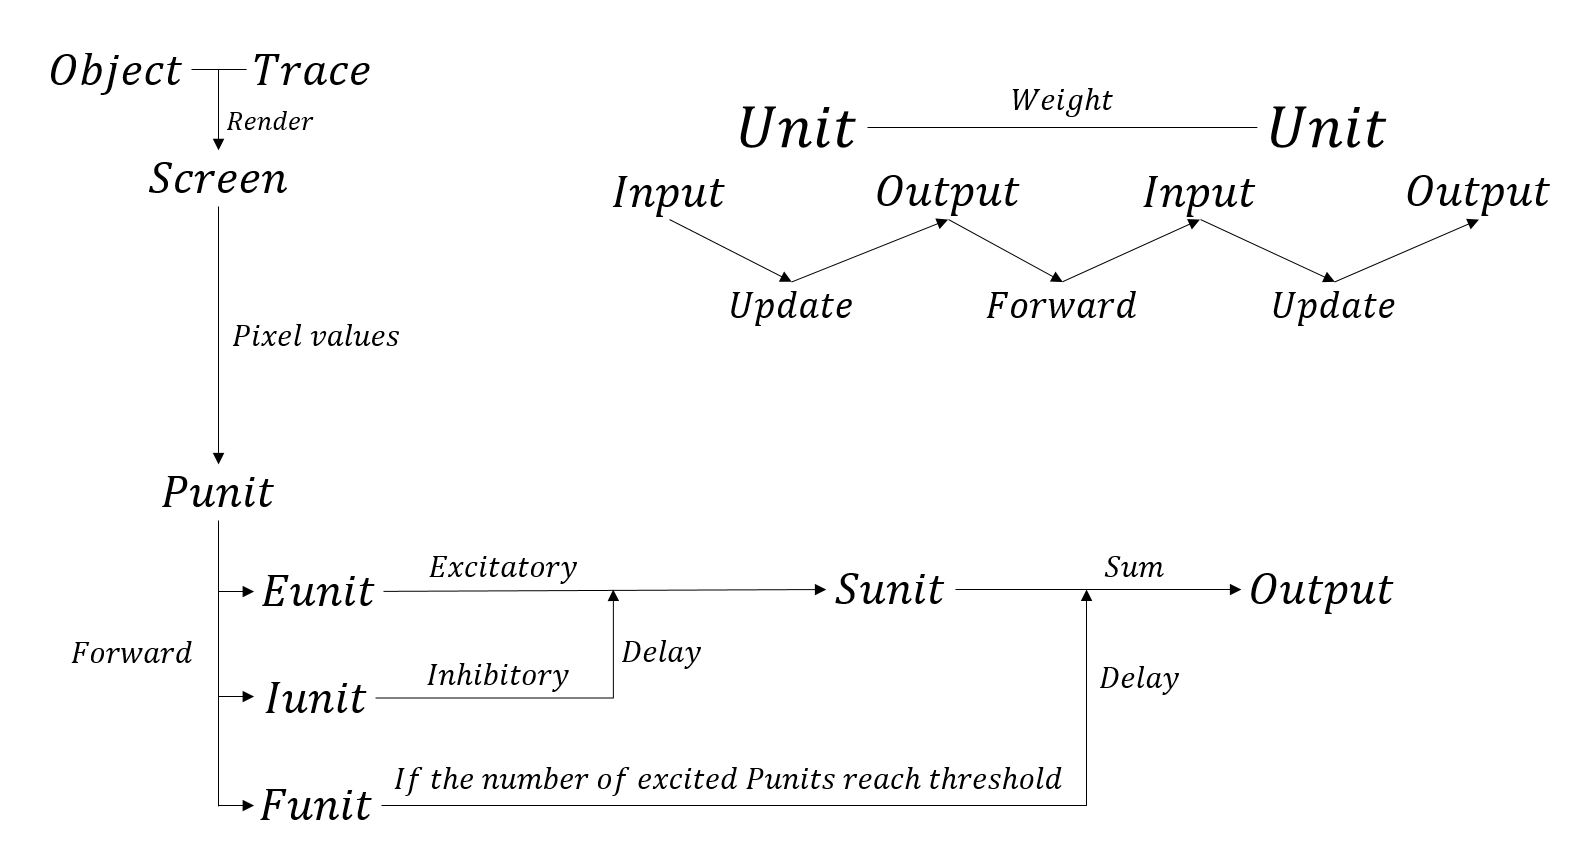 Object Trace
Render
Screen
Pixel values
Punit
Forward
Eunit Excitatory Sunit Sum Output
Iunit Inhibitory Delay
Funit If the number of excited Punits reach threshold Delay
Unit Weight Unit
Input Output Input Output
Update Forward Update